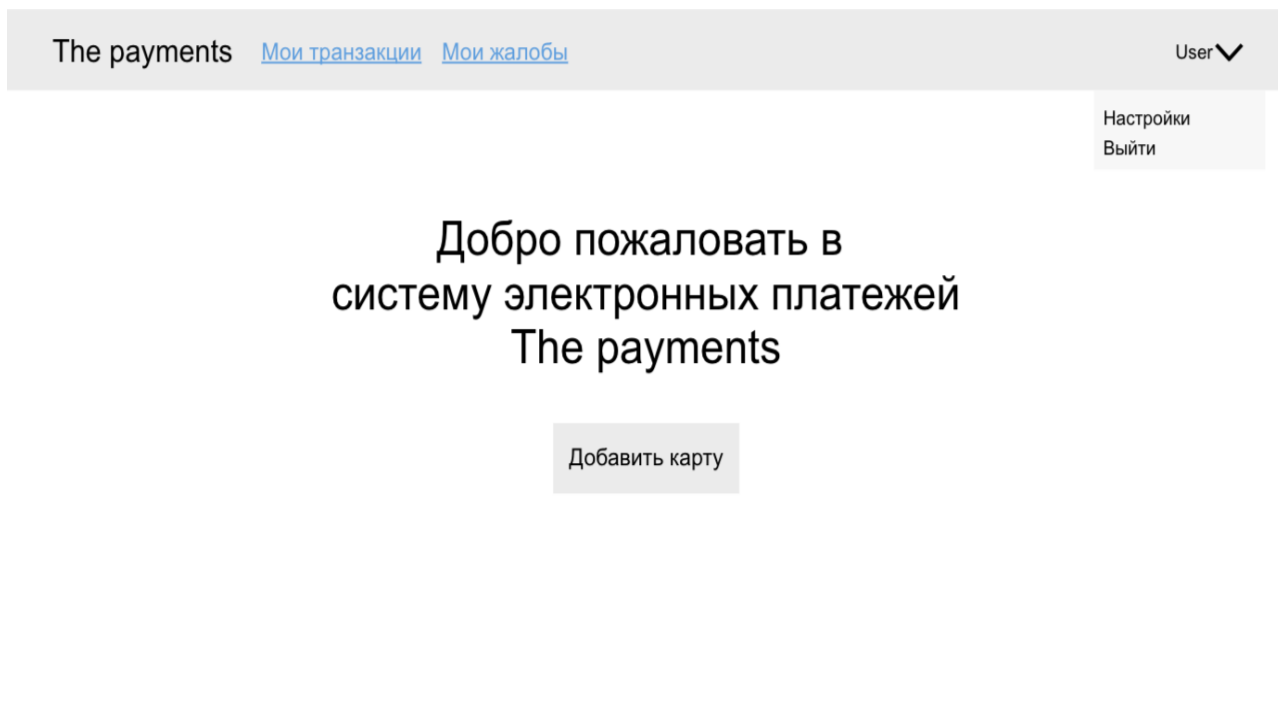 The payments Мои транзакции Мои жалобы User
Настройки
Выйти
Добро пожаловать в
систему электронных платежей
The payments
Добавить карту